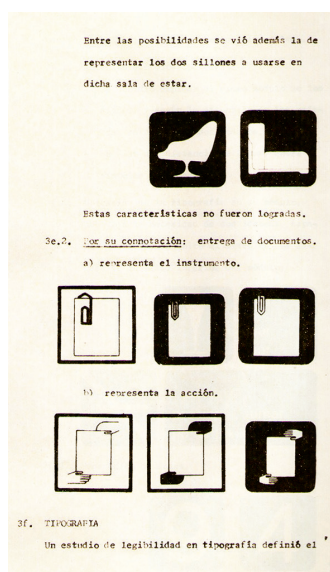 Entre las posibilidades se vió además la de
representar los dos sillones a usarse en
dicha sala de estar.
Estas características no fueron logradas.
3e.2. Por su connotación: entrega de documentos.
a) representa el instrumento.
b) representa la acción.
3f. TIPOGRAFIA
Un estudio de legibilidad en tipografía definió el